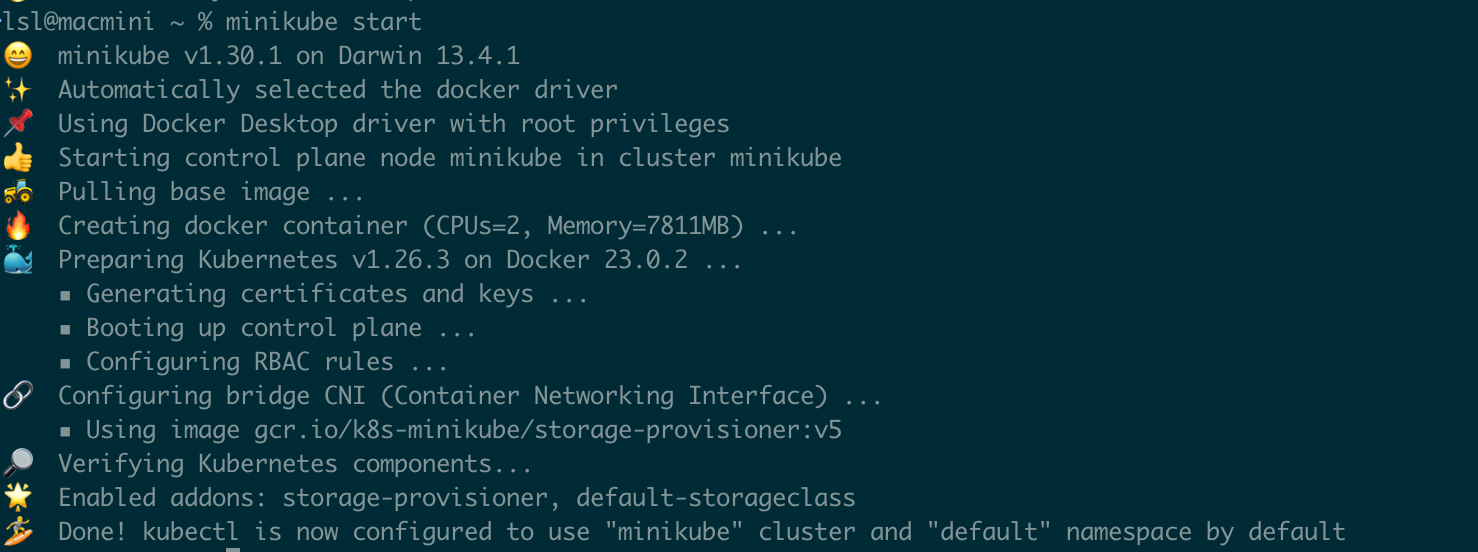 lsl@macmini ~ % minikube start
😄 minikube v1.30.1 on Darwin 13.4.1
✨ Automatically selected the docker driver
📌 Using Docker Desktop driver with root privileges
👍 Starting control plane node minikube in cluster minikube
🚜 Pulling base image ...
🔥 Creating docker container (CPUs=2, Memory=7811MB) ...
🐳 Preparing Kubernetes v1.26.3 on Docker 23.0.2 ...
▪ Generating certificates and keys ...
▪ Booting up control plane ...
▪ Configuring RBAC rules ...
🔗 Configuring bridge CNI (Container Networking Interface) ...
▪ Using image gcr.io/k8s-minikube/storage-provisioner:v5
🔎 Verifying Kubernetes components...
🌟 Enabled addons: storage-provisioner, default-storageclass
🏄 Done! kubectl is now configured to use "minikube" cluster and "default" namespace by default